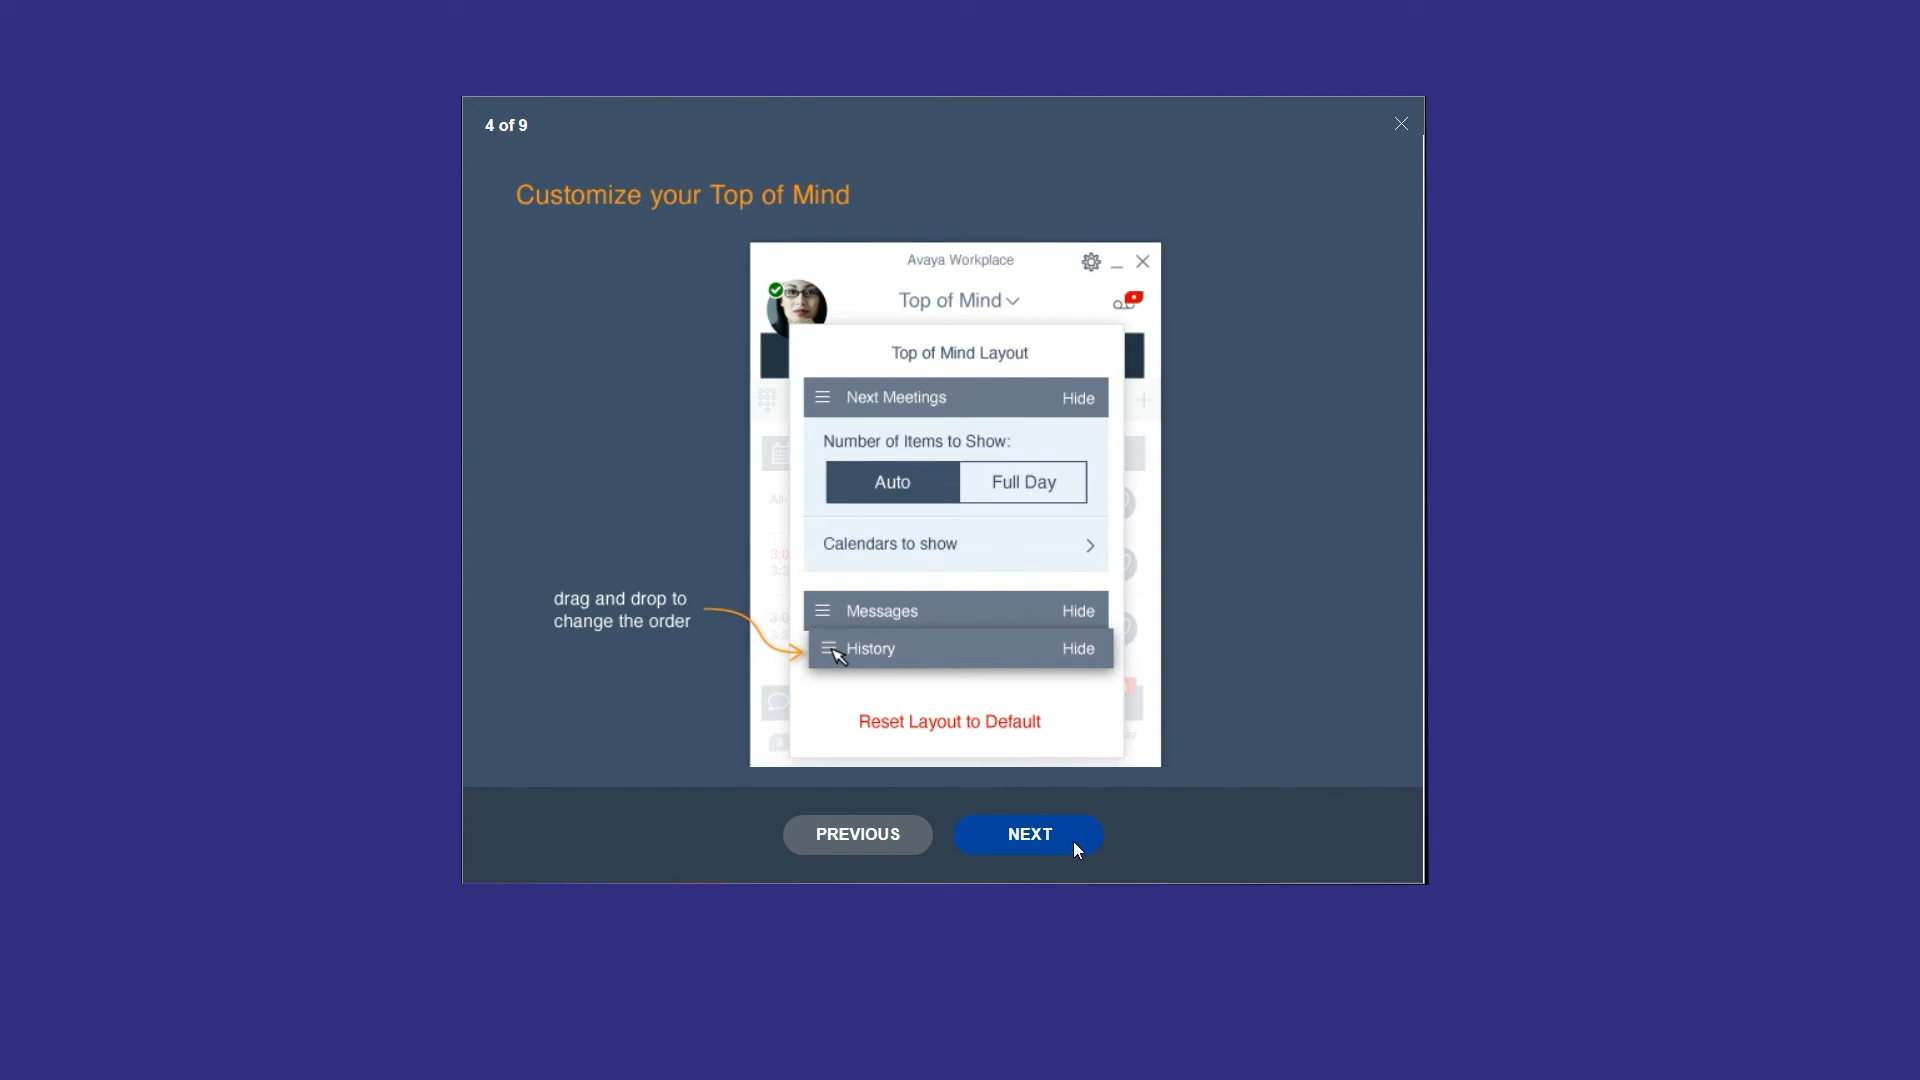 4 of 9
Customize your Top of Mind
Avaya Workplace
Top of Mind
Top of Mind Layout
Next Meetings Hide
Number of Items to Show:
Auto Full Day
Calendars to show
drag and drop to
change the order
Messages Hide
History Hide
Reset Layout to Default
PREVIOUS NEXT